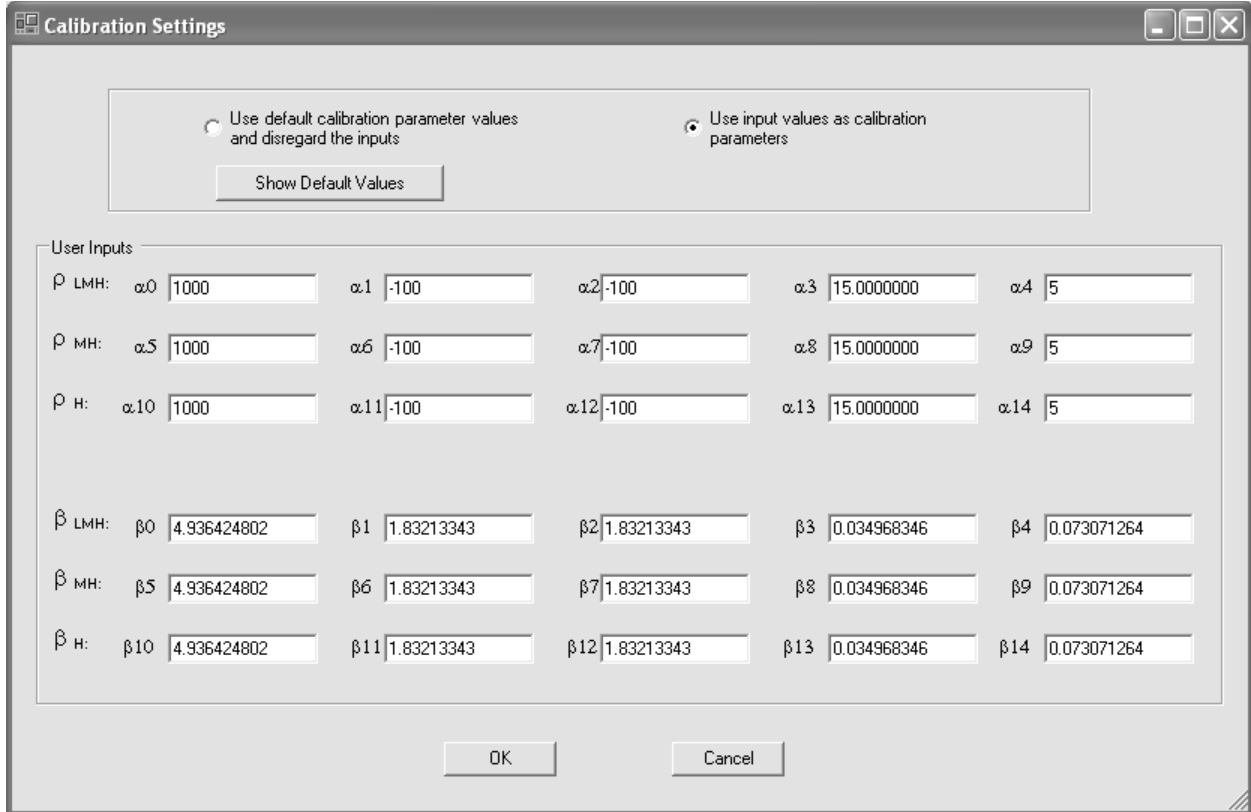 Calibration Settings
Use default calibration parameter values
and disregard the inputs
Use input values as calibration
parameters
Show Default Values
User Inputs
ρ LMH: α0 1000 α1 -100 α2 -100 α3 15.0000000 α4 5
ρ MH: α5 1000 α6 -100 α7 -100 α8 15.0000000 α9 5
ρ H: α10 1000 α11 -100 α12 -100 α13 15.0000000 α14 5
β LMH: β0 4.936424802 β1 1.83213343 β2 1.83213343 β3 0.034968346 β4 0.073071264
β MH: β5 4.936424802 β6 1.83213343 β7 1.83213343 β8 0.034968346 β9 0.073071264
β H: β10 4.936424802 β11 1.83213343 β12 1.83213343 β13 0.034968346 β14 0.073071264
OK Cancel